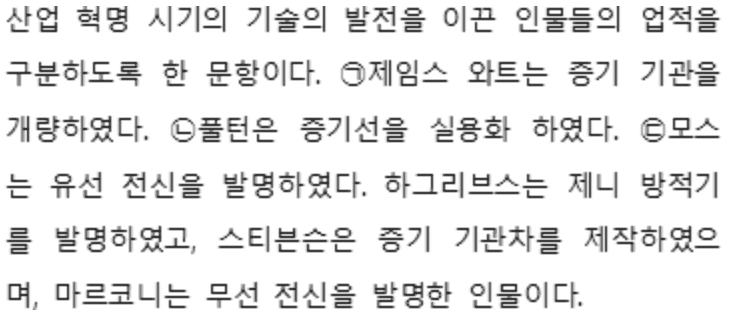 산업 혁명 시기의 기술의 발전을 이끈 인물들의 업적을
구분하도록 한 문항이다. ㉠제임스 와트는 증기 기관을
개량하였다. ㉡풀턴은 증기선을 실용화 하였다. ㉢모스
는 유선 전신을 발명하였다. 하그리브스는 제니 방적기
를 발명하였고, 스티븐슨은 증기 기관차를 제작하였으
며, 마르코니는 무선 전신을 발명한 인물이다.